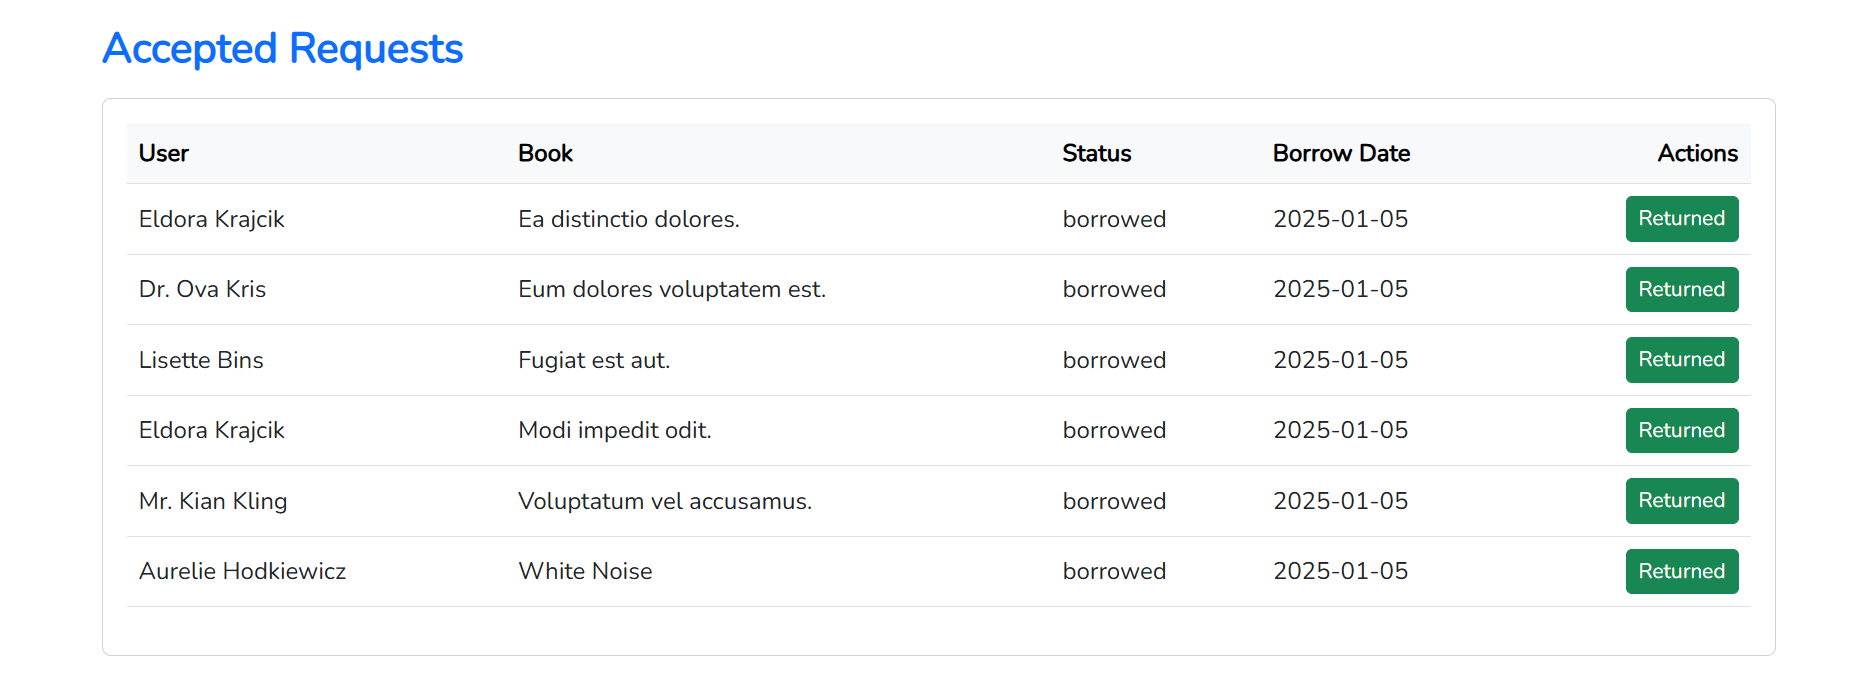 Accepted Requests
User Book Status Borrow Date Actions
Eldora Krajcik Ea distinctio dolores. borrowed 2025-01-05 Returned
Dr. Ova Kris Eum dolores voluptatem est. borrowed 2025-01-05 Returned
Lisette Bins Fugiat est aut. borrowed 2025-01-05 Returned
Eldora Krajcik Modi impedit odit. borrowed 2025-01-05 Returned
Mr. Kian Kling Voluptatum vel accusamus. borrowed 2025-01-05 Returned
Aurelie Hodkiewicz White Noise borrowed 2025-01-05 Returned